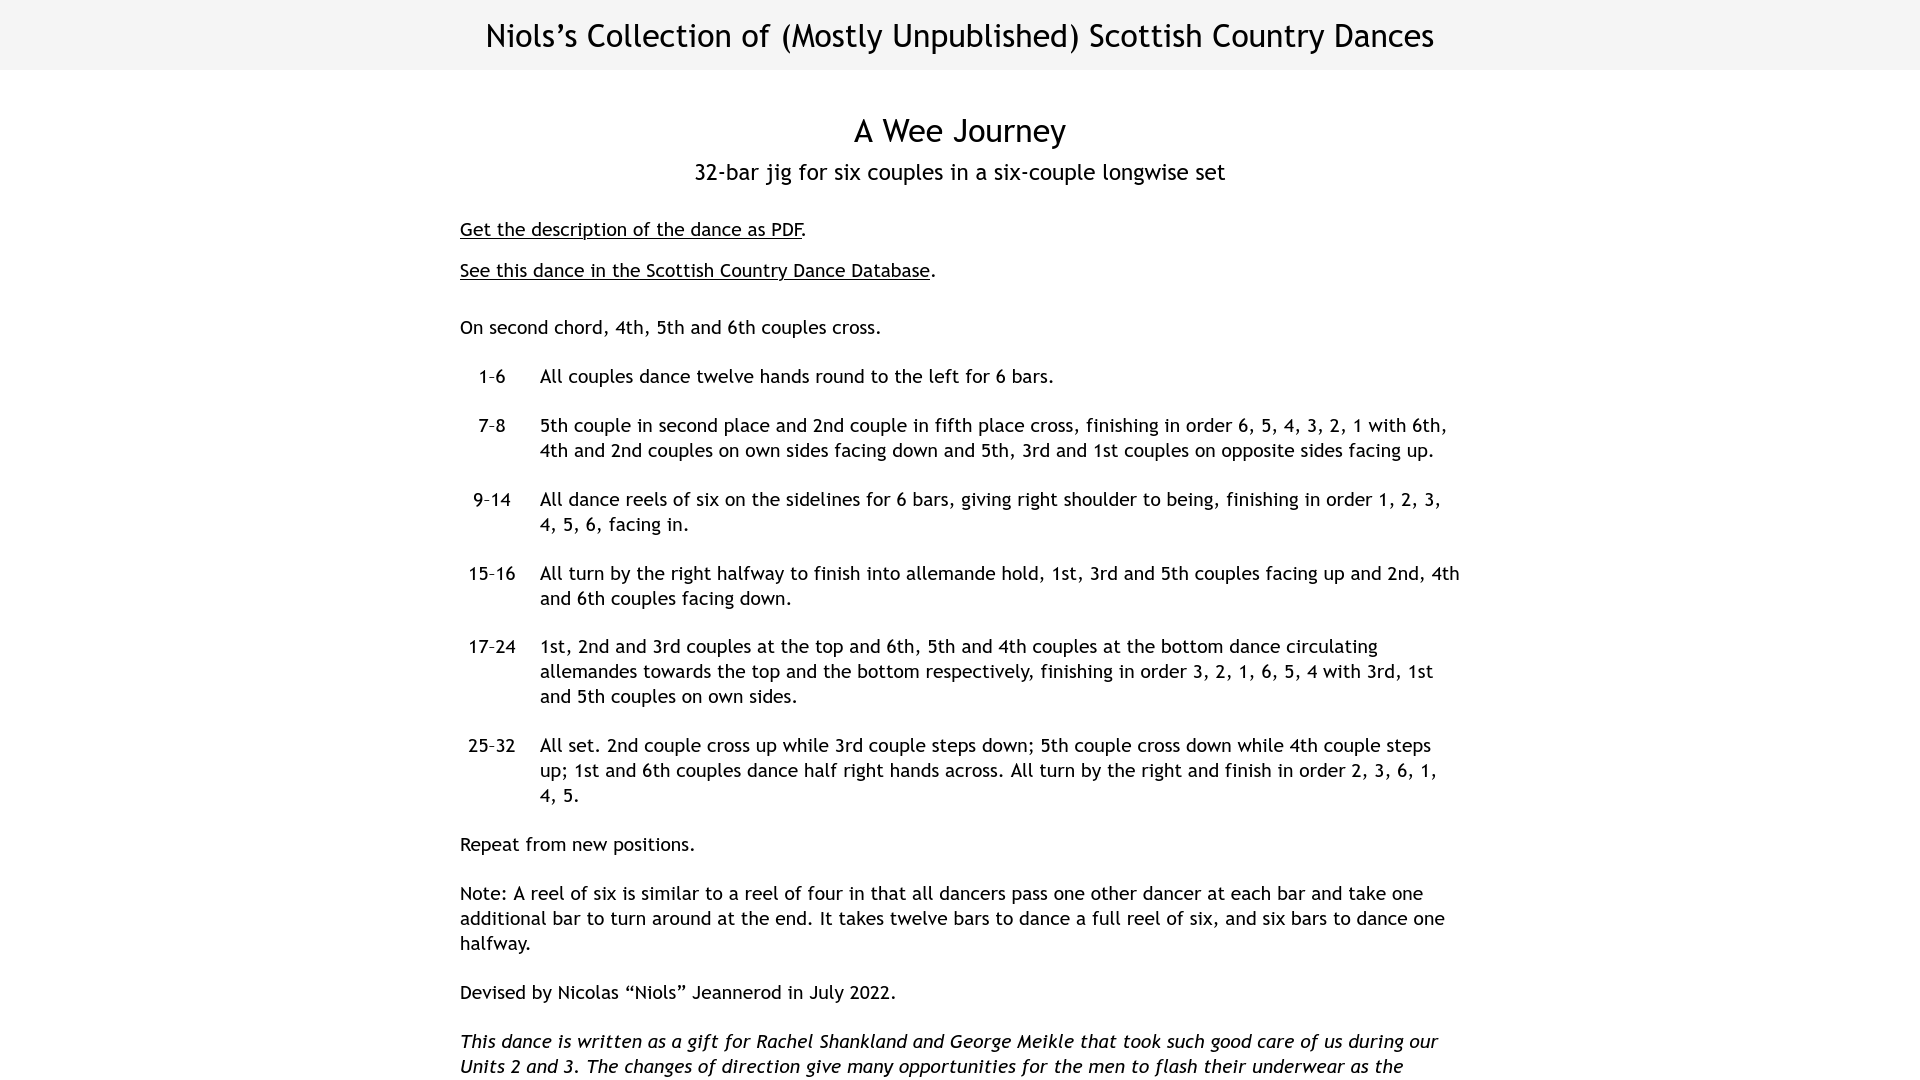 Niols’s Collection of (Mostly Unpublished) Scottish Country Dances
A Wee Journey
32-bar jig for six couples in a six-couple longwise set
Get the description of the dance as PDF.
See this dance in the Scottish Country Dance Database.
On second chord, 4th, 5th and 6th couples cross.
1–6 All couples dance twelve hands round to the left for 6 bars.
7–8 5th couple in second place and 2nd couple in fifth place cross, finishing in order 6, 5, 4, 3, 2, 1 with 6th,
4th and 2nd couples on own sides facing down and 5th, 3rd and 1st couples on opposite sides facing up.
9–14 All dance reels of six on the sidelines for 6 bars, giving right shoulder to being, finishing in order 1, 2, 3,
4, 5, 6, facing in.
15–16 All turn by the right halfway to finish into allemande hold, 1st, 3rd and 5th couples facing up and 2nd, 4th
and 6th couples facing down.
17–24 1st, 2nd and 3rd couples at the top and 6th, 5th and 4th couples at the bottom dance circulating
allemandes towards the top and the bottom respectively, finishing in order 3, 2, 1, 6, 5, 4 with 3rd, 1st
and 5th couples on own sides.
25–32 All set. 2nd couple cross up while 3rd couple steps down; 5th couple cross down while 4th couple steps
up; 1st and 6th couples dance half right hands across. All turn by the right and finish in order 2, 3, 6, 1,
4, 5.
Repeat from new positions.
Note: A reel of six is similar to a reel of four in that all dancers pass one other dancer at each bar and take one
additional bar to turn around at the end. It takes twelve bars to dance a full reel of six, and six bars to dance one
halfway.
Devised by Nicolas “Niols” Jeannerod in July 2022.
This dance is written as a gift for Rachel Shankland and George Meikle that took such good care of us during our
Units 2 and 3. The changes of direction give many opportunities for the men to flash their underwear as the